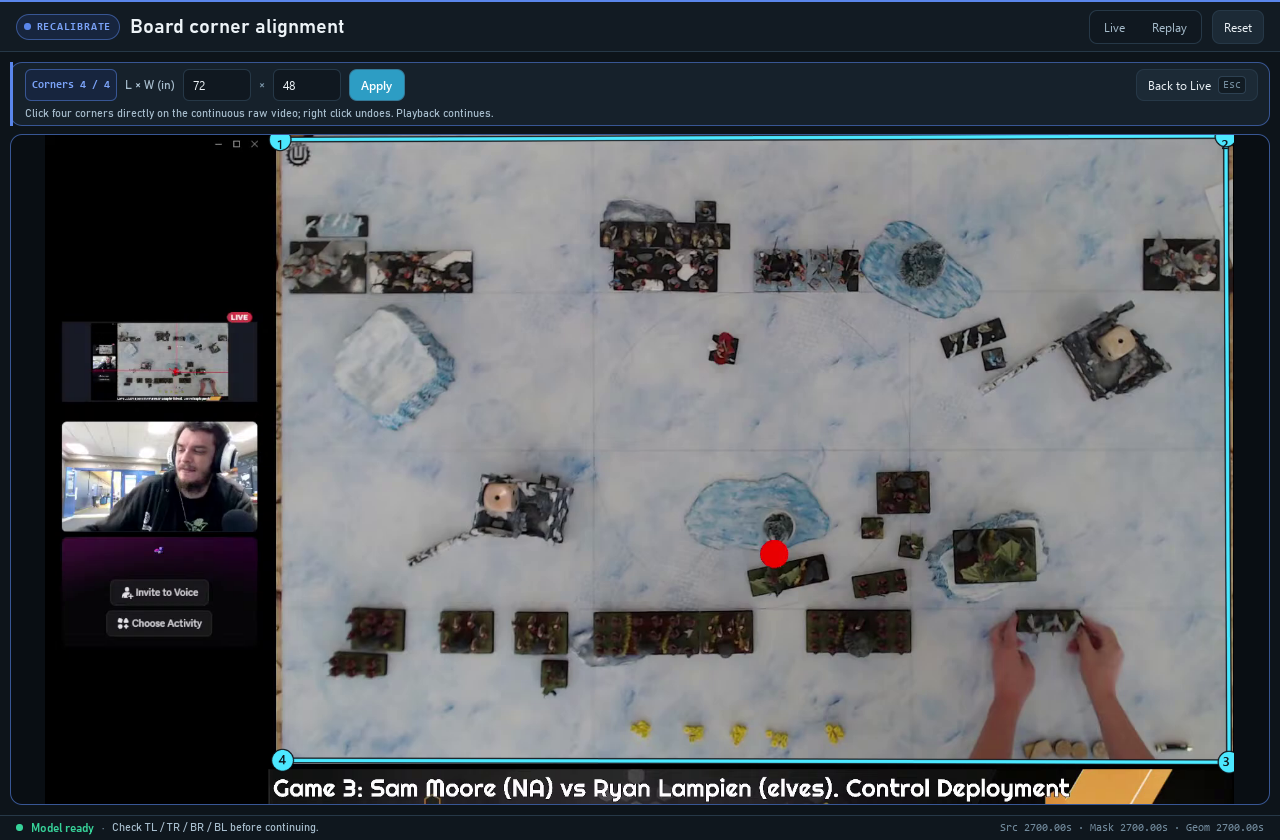 RECALIBRATE Board corner alignment Live Replay Reset
Corners 4 / 4 L × W (in) 72 × 48 Apply Back to Live Esc
Click four corners directly on the continuous raw video; right click undoes. Playback continues.
1 2
LIVE
Invite to Voice
Choose Activity
4 3
Game 3: Sam Moore (NA) vs Ryan Lampien (elves). Control Deployment
Model ready · Check TL / TR / BR / BL before continuing. Src 2700.00s · Mask 2700.00s · Geom 2700.00s